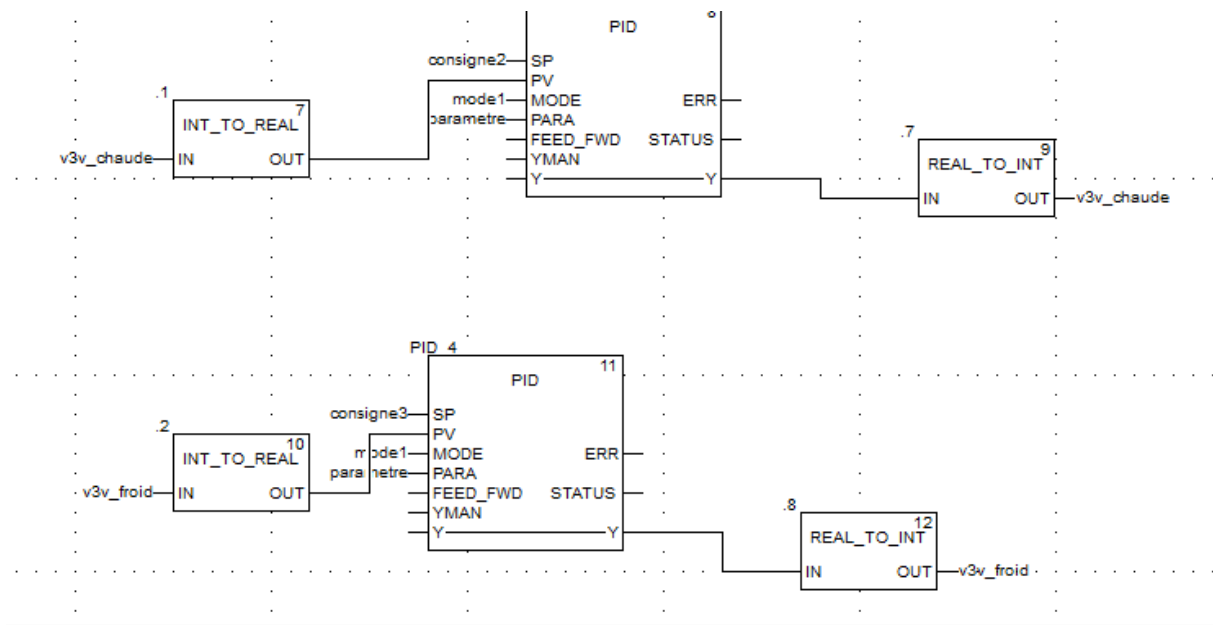 8
PID
consigne2 SP
PV
.1
7
mode1 MODE ERR
parametre PARA
INT_TO_REAL
FEED_FWD STATUS
.7
9
v3v_chaude IN OUT
YMAN
REAL_TO_INT
Y Y
IN OUT v3v_chaude
PID_4
11
PID
consigne3 SP
.2
PV
10
mode1 MODE ERR
INT_TO_REAL
parametre PARA
v3v_froid IN OUT
FEED_FWD STATUS
.8
YMAN
12
Y Y
REAL_TO_INT
IN OUT v3v_froid